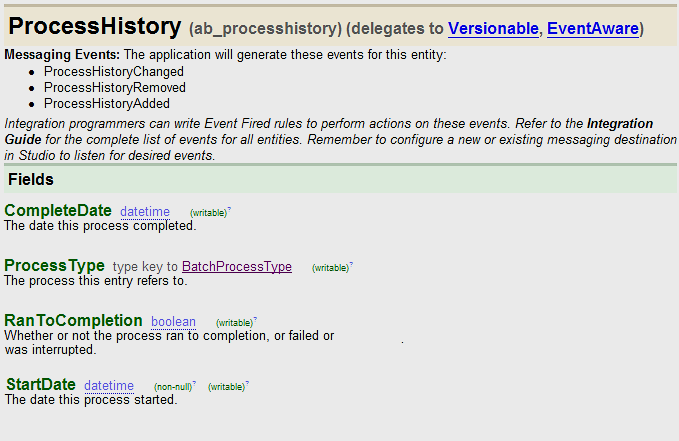 ProcessHistory (ab_processhistory) (delegates to Versionable, EventAware)
Messaging Events: The application will generate these events for this entity:
• ProcessHistoryChanged
• ProcessHistoryRemoved
• ProcessHistoryAdded
Integration programmers can write Event Fired rules to perform actions on these events. Refer to the Integration
Guide for the complete list of events for all entities. Remember to configure a new or existing messaging destination
in Studio to listen for desired events.
Fields
CompleteDate datetime (writable)?
The date this process completed.
ProcessType type key to BatchProcessType (writable)?
The process this entry refers to.
RanToCompletion boolean (writable)?
Whether or not the process ran to completion, or failed or
was interrupted.
StartDate datetime (non-null)? (writable)?
The date this process started.